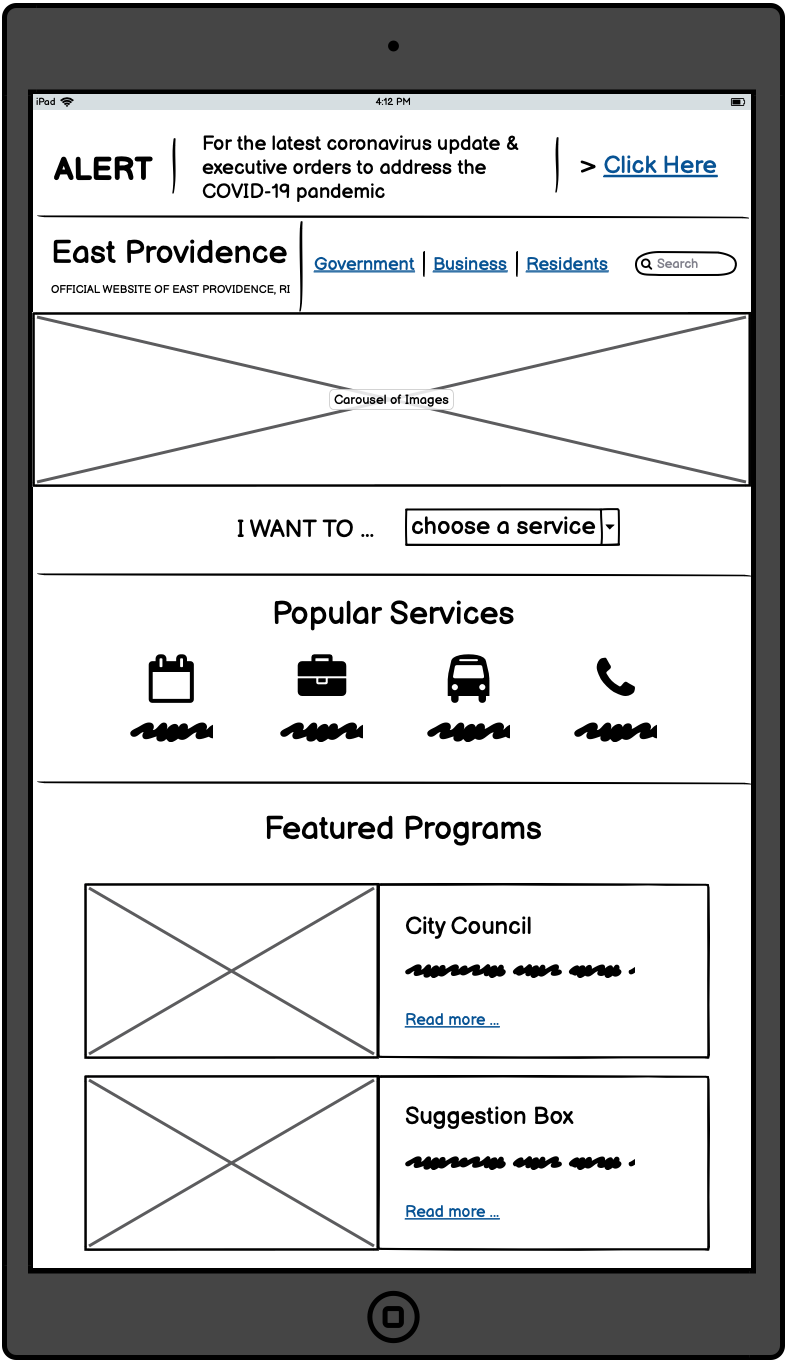 iPad
4:12 PM
ALERT
For the latest coronavirus update &
executive orders to address the
COVID-19 pandemic
> Click Here
East Providence
OFFICIAL WEBSITE OF EAST PROVIDENCE, RI
Government
Business
Residents
Search
Carousel of Images
I WANT TO ...
choose a service
Popular Services
Featured Programs
City Council
Read more ...
Suggestion Box
Read more ...